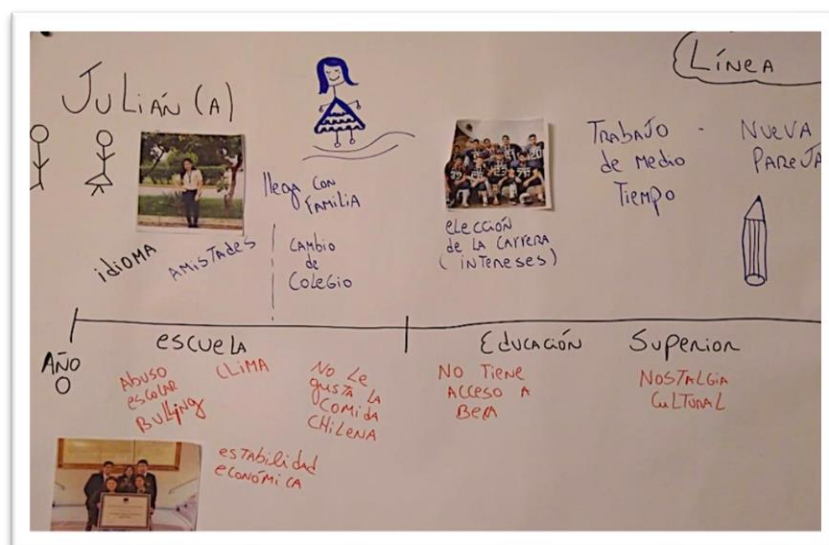 Línea
Julián (a)
Trabajo -
de medio
Tiempo
Nueva
Pareja
llega con
familia
elección
de la carrera
(intereses)
idioma
amistades
Cambio
de
Colegio
escuela
Educación Superior
Año
0
Abuso
escolar
Bullying
Clima
No le
gusta la
comida
chilena
No tiene
acceso a
Beca
Nostalgia
Cultural
estabilidad
económica